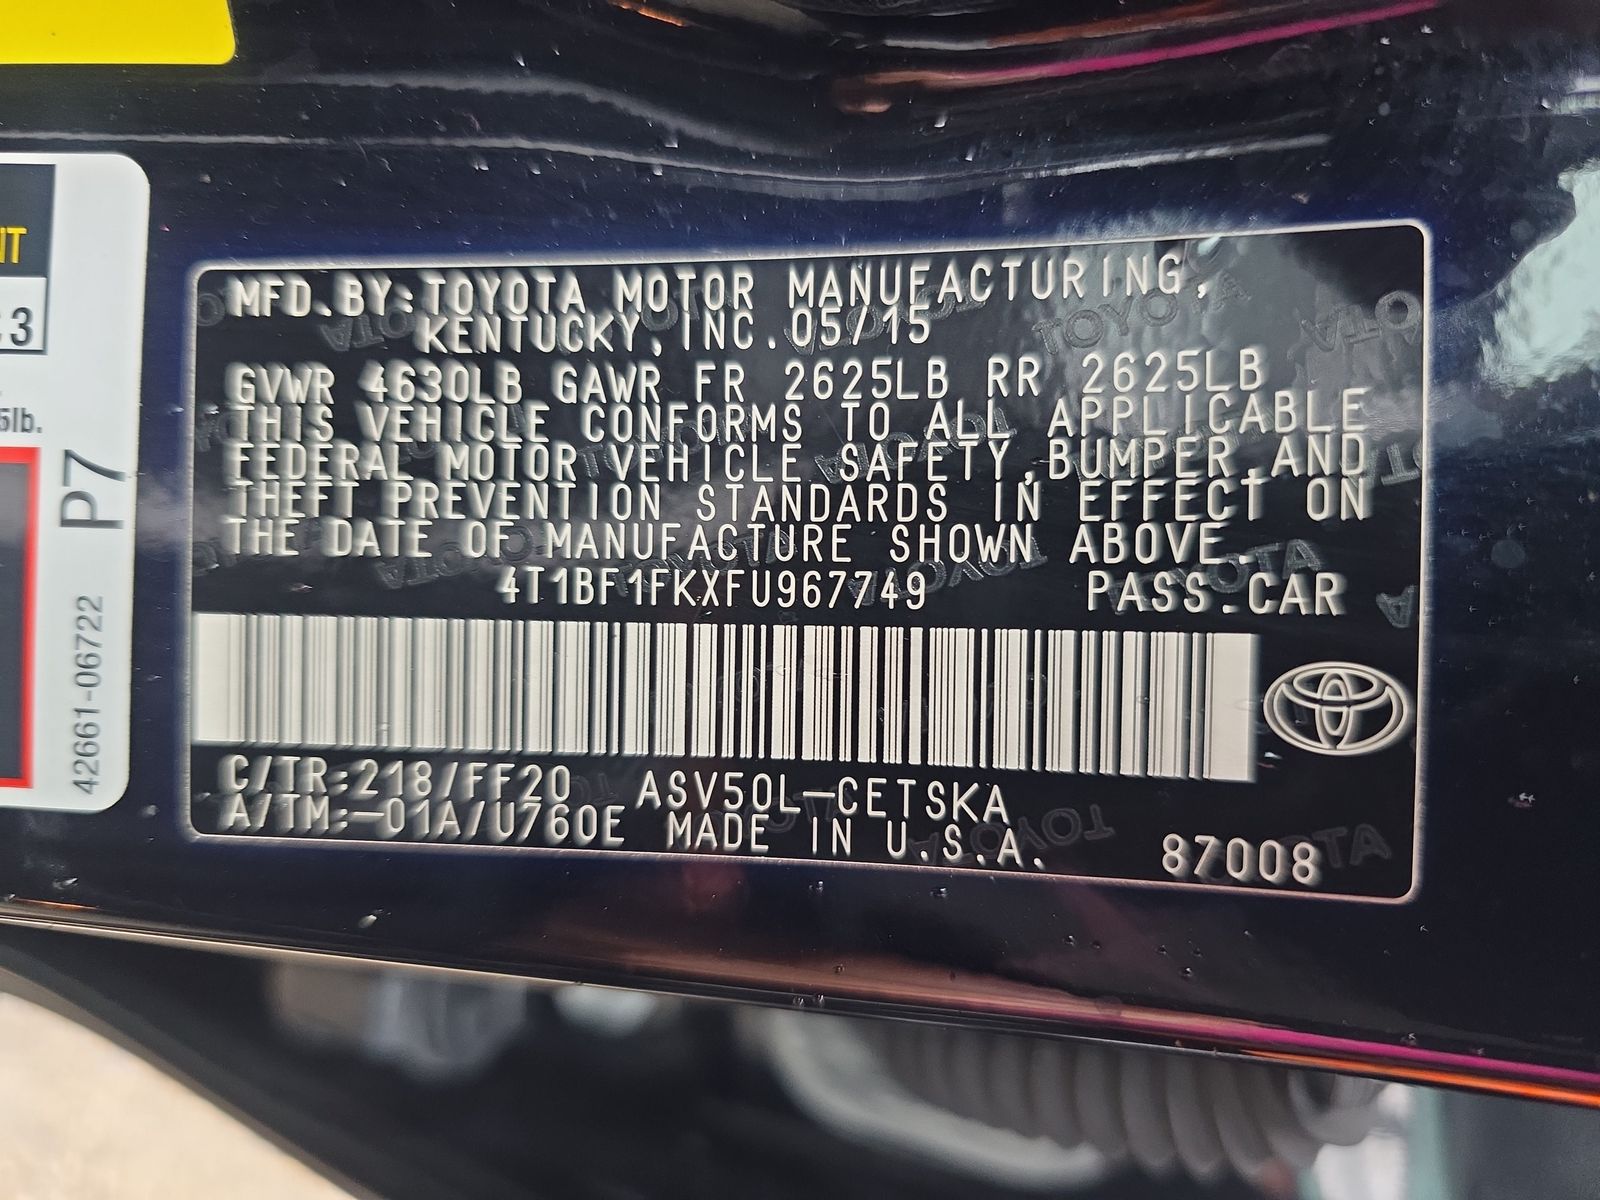 MFD.BY:TOYOTA MOTOR MANUFACTURING,
KENTUCKY,INC.05/15
GVWR 4630LB GAWR FR 2625LB RR 2625LB
THIS VEHICLE CONFORMS TO ALL APPLICABLE
FEDERAL MOTOR VEHICLE SAFETY,BUMPER,AND
THEFT PREVENTION STANDARDS IN EFFECT ON
THE DATE OF MANUFACTURE SHOWN ABOVE.
4T1BF1FKXFU967749 PASS.CAR
C/TR:218/FF20 ASV50L-CETSKA
A/TM:-01A/U760E MADE IN U.S.A.
87008
NT
3
5lb.
P7
42661-06722